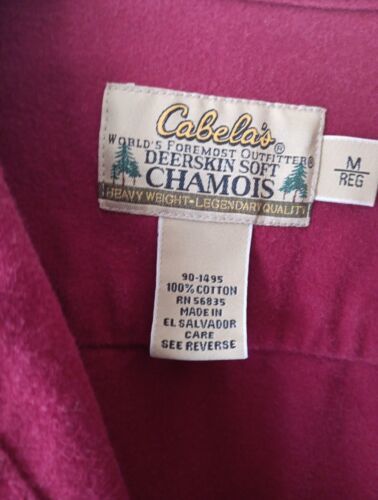 Cabela's®
WORLD'S FOREMOST OUTFITTER®
DEERSKIN SOFT
CHAMOIS
HEAVY WEIGHT-LEGENDARY QUALITY
M
REG
90-1495
100% COTTON
RN 56835
MADE IN
EL SALVADOR
CARE
SEE REVERSE